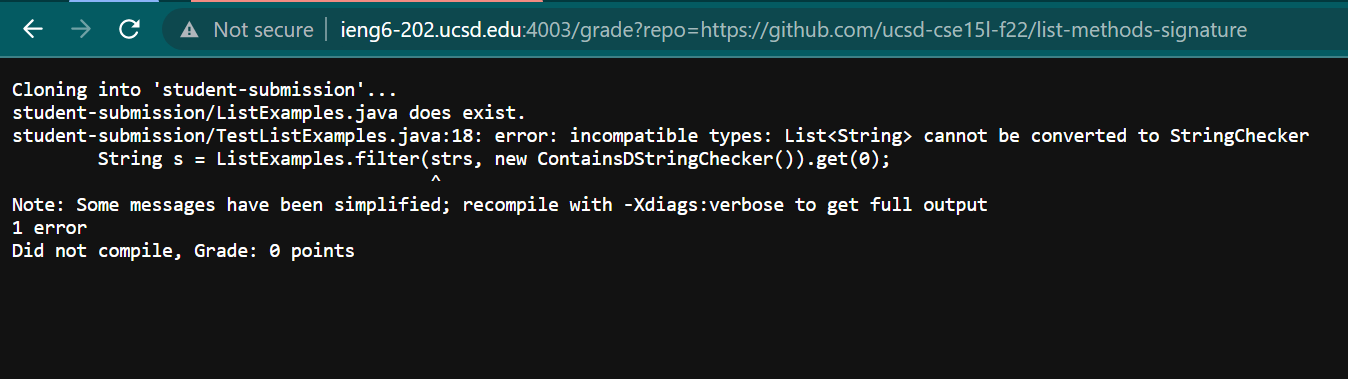 Not secure | ieng6-202.ucsd.edu:4003/grade?repo=https://github.com/ucsd-cse15l-f22/list-methods-signature
Cloning into 'student-submission'...
student-submission/ListExamples.java does exist.
student-submission/TestListExamples.java:18: error: incompatible types: List<String> cannot be converted to StringChecker
        String s = ListExamples.filter(strs, new ContainsDStringChecker()).get(0);
                                       ^
Note: Some messages have been simplified; recompile with -Xdiags:verbose to get full output
1 error
Did not compile, Grade: 0 points